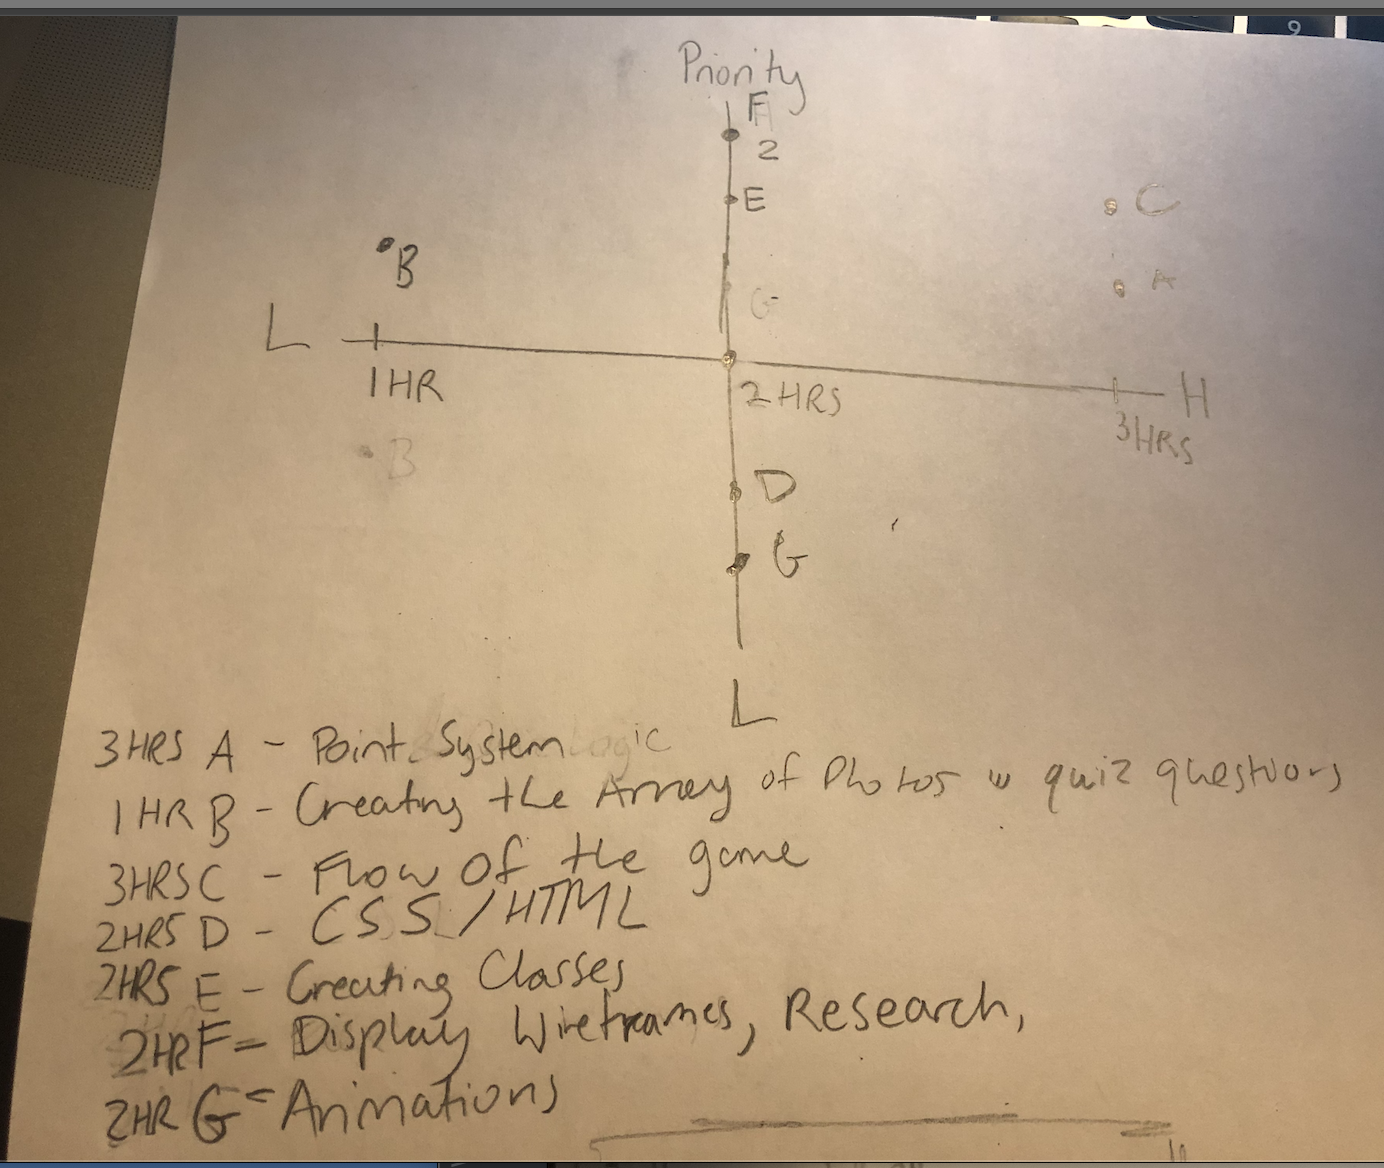 9
Priority
F
2
E
C
B
A
G
L
1HR
2HRS
H
3HRS
B
D
G
L
3HRS A - Point System Logic
1HR B - Creating the Array of Photos w quiz questions
3HRS C - Flow of the game
2HRS D - CSS/HTML
2HRS E - Creating Classes
2HR F = Display Wireframes, Research,
2HR G = Animations